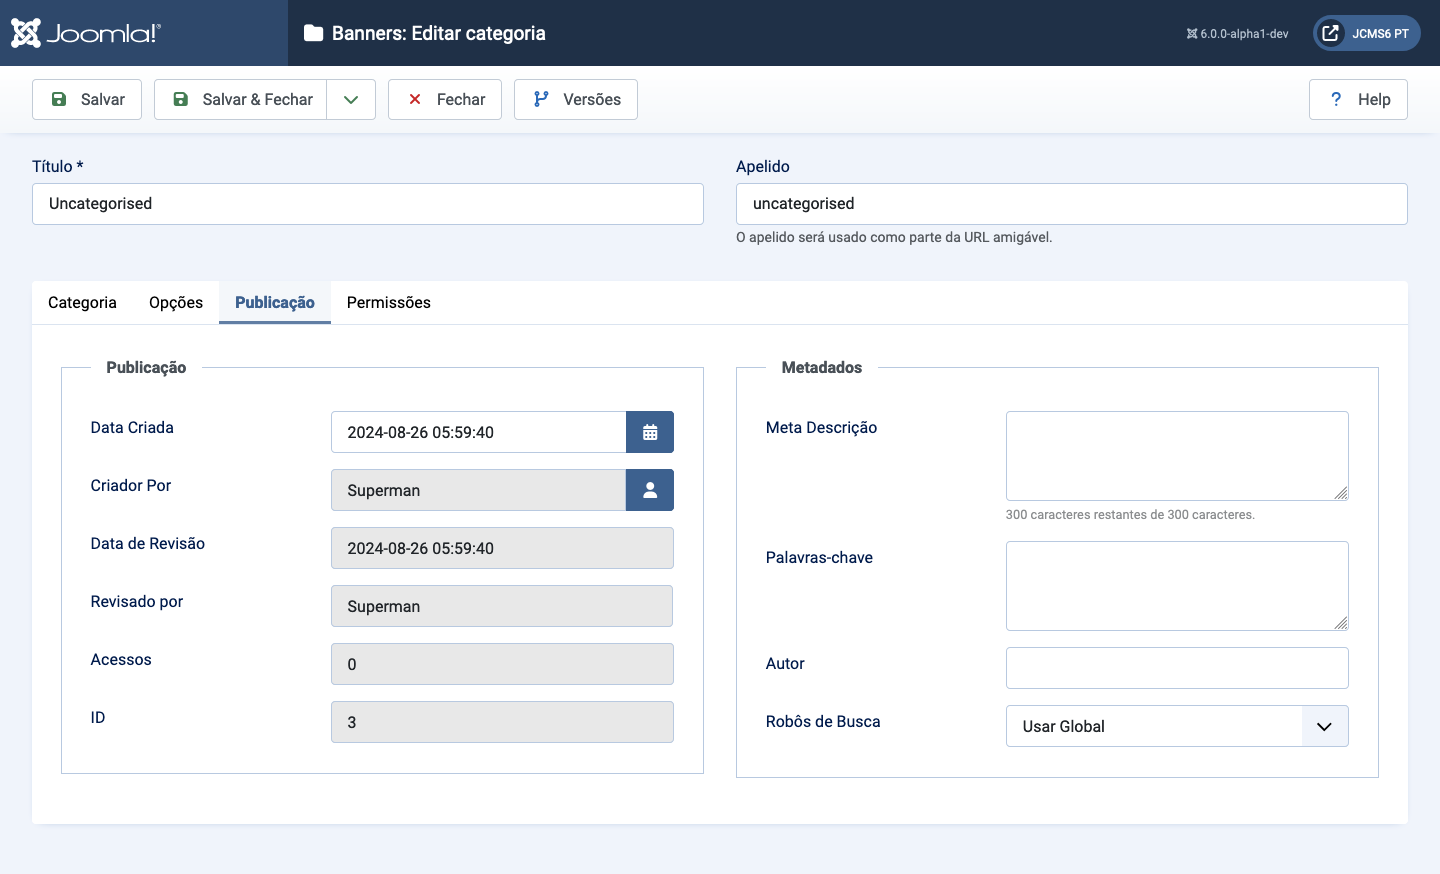 Joomla!®
Banners: Editar categoria
6.0.0-alpha1-dev
JCMS6 PT
Salvar
Salvar & Fechar
Fechar
Versões
? Help
Título *
Apelido
Uncategorised
uncategorised
O apelido será usado como parte da URL amigável.
Categoria
Opções
Publicação
Permissões
Publicação
Data Criada
2024-08-26 05:59:40
Criador Por
Superman
Data de Revisão
2024-08-26 05:59:40
Revisado por
Superman
Acessos
0
ID
3
Metadados
Meta Descrição
300 caracteres restantes de 300 caracteres.
Palavras-chave
Autor
Robôs de Busca
Usar Global